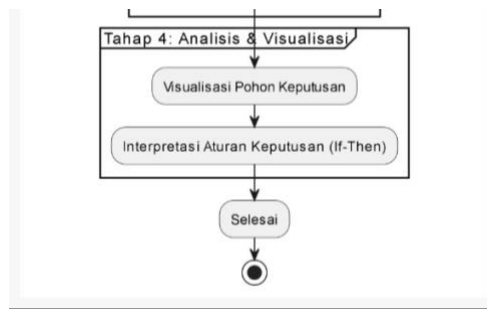 Tahap 4: Analisis & Visualisasi
Visualisasi Pohon Keputusan
Interpretasi Aturan Keputusan (If-Then)
Selesai